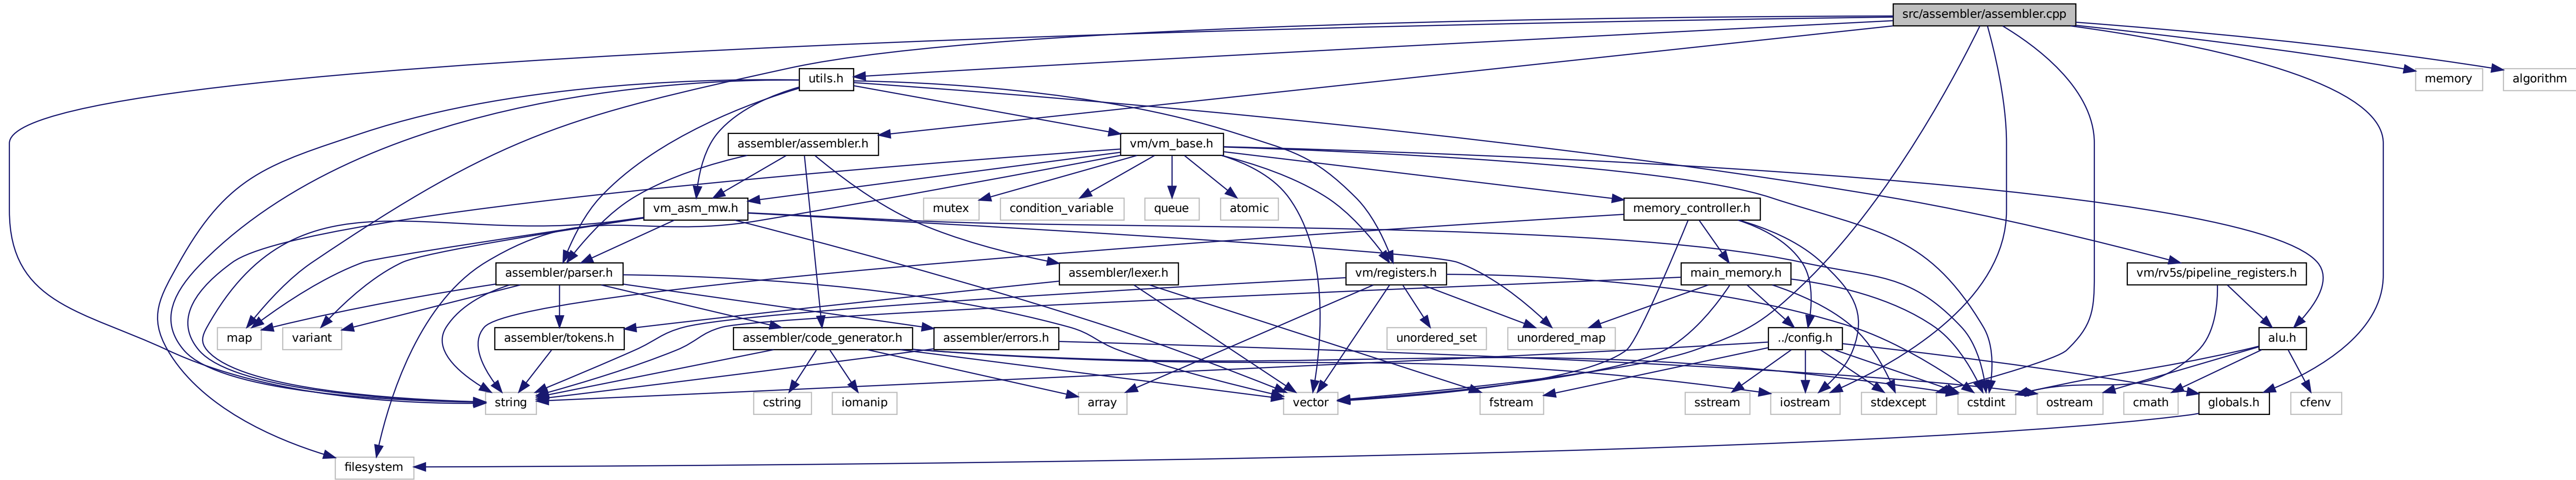 src/assembler/assembler.cpp
utils.h
memory
algorithm
assembler/assembler.h
vm/vm_base.h
vm_asm_mw.h
mutex
condition_variable
queue
atomic
memory_controller.h
assembler/parser.h
assembler/lexer.h
vm/registers.h
main_memory.h
vm/rv5s/pipeline_registers.h
map
variant
assembler/tokens.h
assembler/code_generator.h
assembler/errors.h
unordered_set
unordered_map
../config.h
alu.h
string
cstring
iomanip
array
vector
fstream
sstream
iostream
stdexcept
cstdint
ostream
cmath
globals.h
cfenv
filesystem